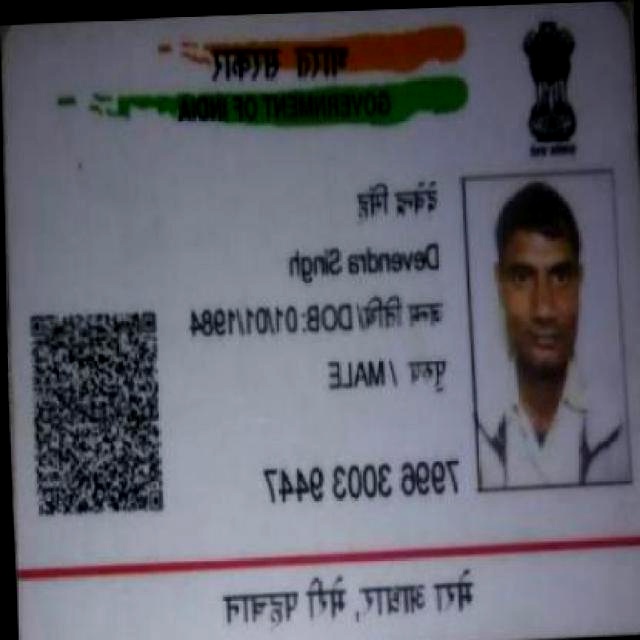 भारत सरकार
GOVERNMENT OF INDIA
देवेन्द्र सिंह
Devendra Singh
जन्म तिथि/ DOB: 01/01/1984
पुरुष / MALE
7996 3003 9447
मेरा आधार, मेरी पहचान